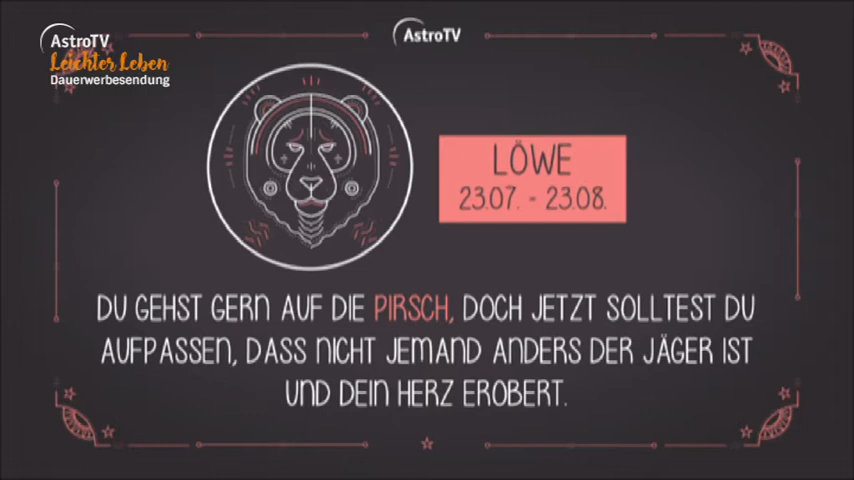 AstroTV
Leichter Leben
Dauerwerbesendung
AstroTV
LÖWE
23.07. - 23.08.
DU GEHST GERN AUF DIE PIRSCH, DOCH JETZT SOLLTEST DU
AUFPASSEN, DASS NICHT JEMAND ANDERS DER JÄGER IST
UND DEIN HERZ EROBERT.